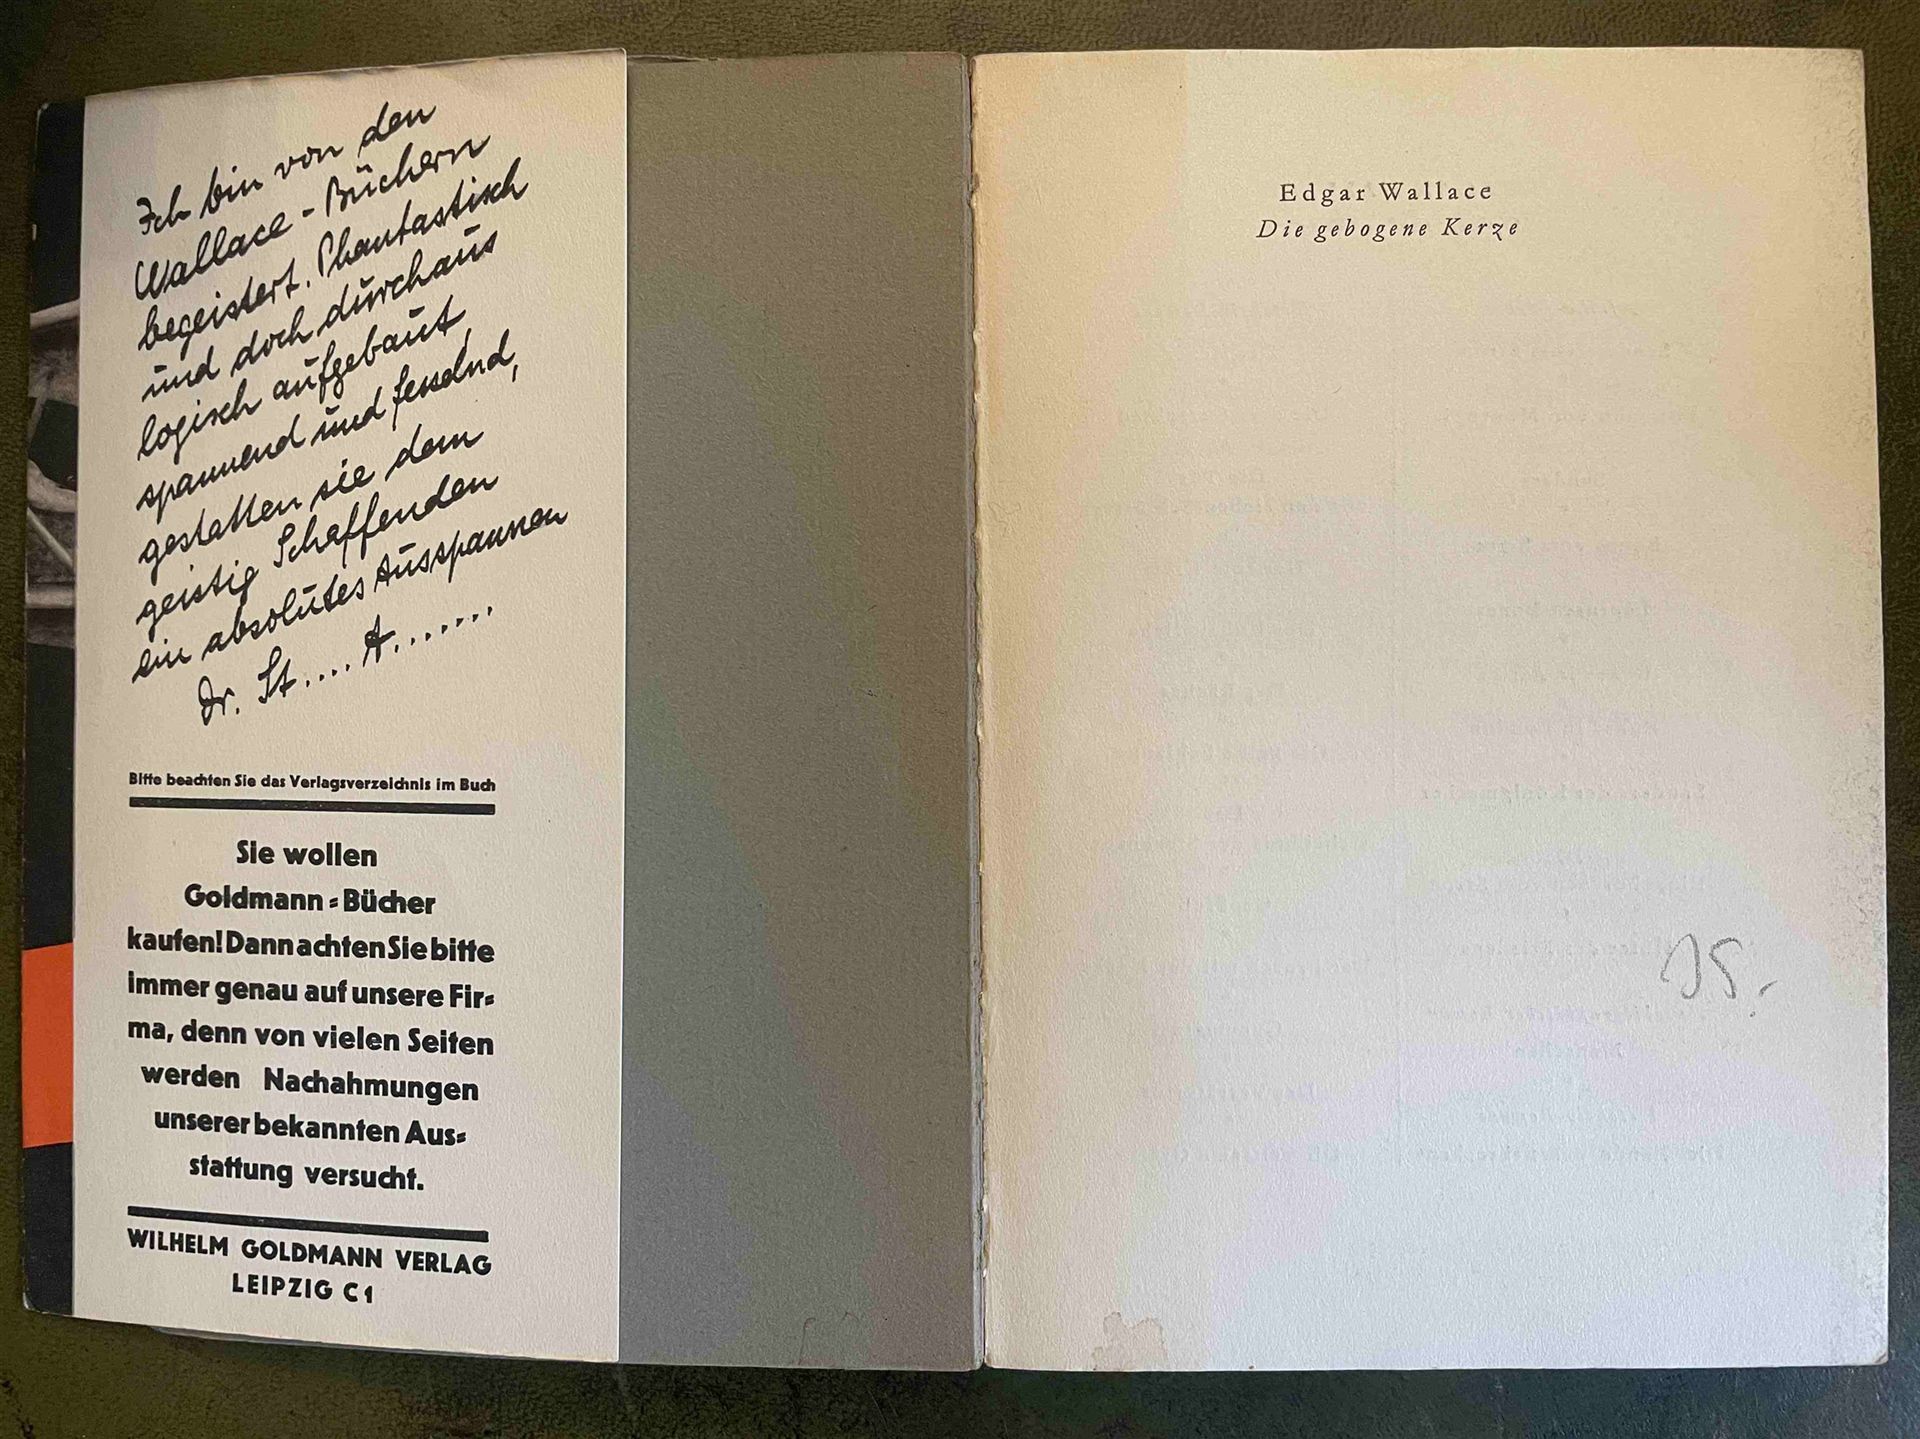 Ich bin von den
Wallace-Büchern
begeistert. Phantastisch
und doch durchaus
logisch aufgebaut,
spannend und fesselnd,
gestatten sie dem
geistig Schaffenden
ein absolutes Ausspannen
Dr. St.... A.......
Bitte beachten Sie das Verlagsverzeichnis im Buch
Sie wollen
Goldmann-Bücher
kaufen! Dann achten Sie bitte
immer genau auf unsere Fir-
ma, denn von vielen Seiten
werden Nachahmungen
unserer bekannten Aus-
stattung versucht.
WILHELM GOLDMANN VERLAG
LEIPZIG C 1
Edgar Wallace
Die gebogene Kerze